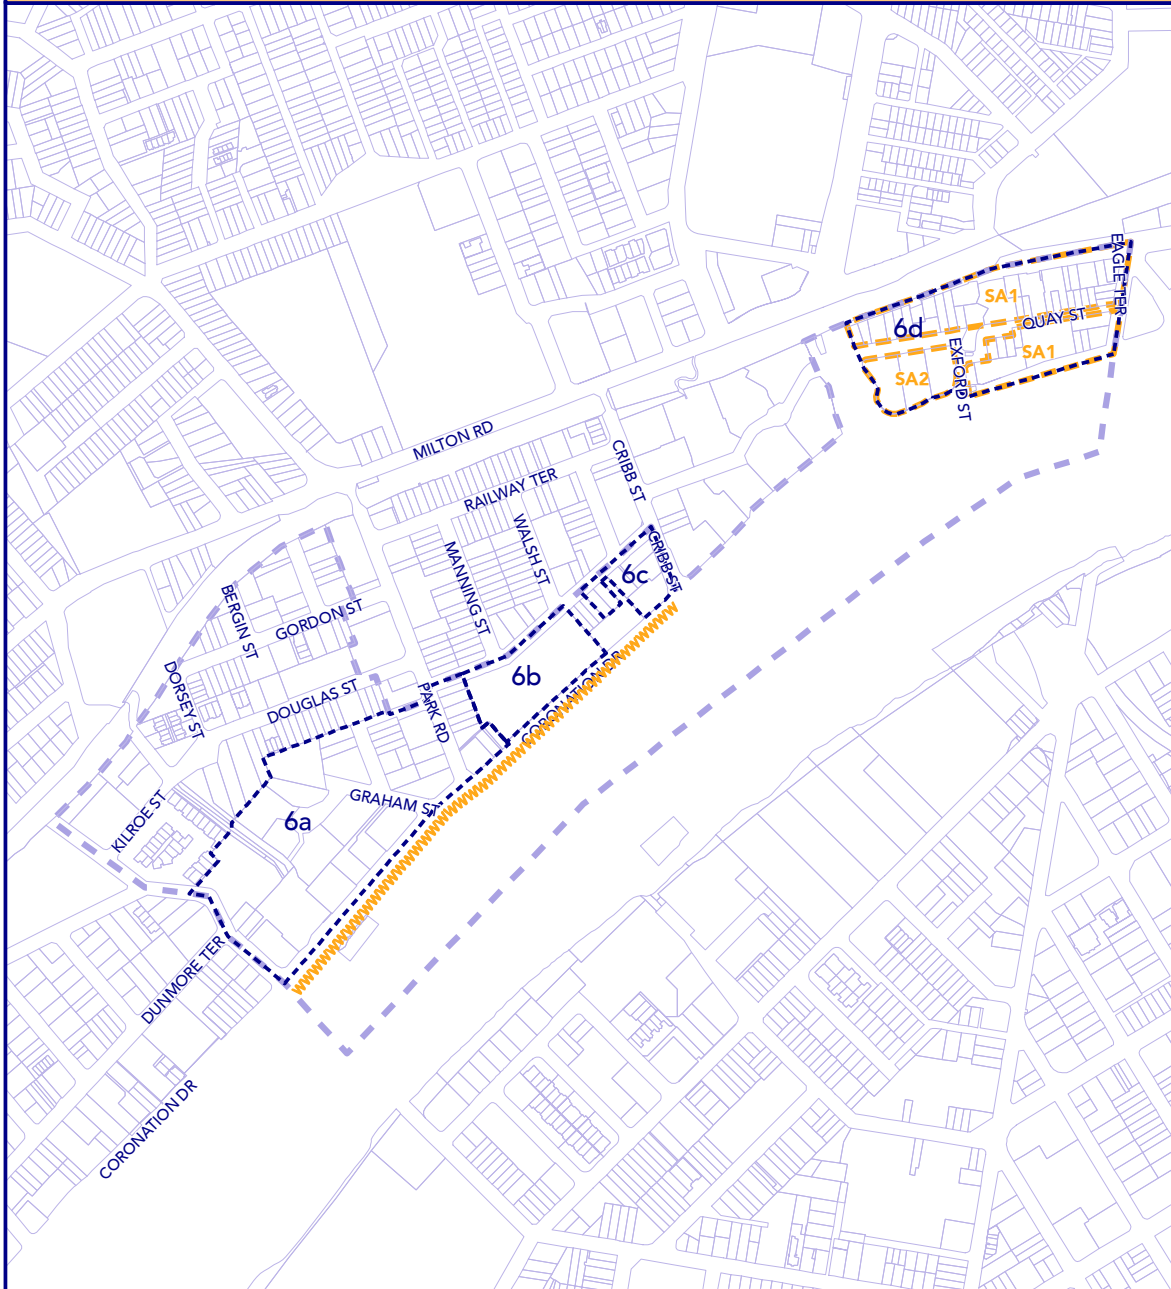 EAGLE TER
SA1
QUAY ST
6d
SA1
EXFORD ST
SA2
MILTON RD
CRIBB ST
RAILWAY TER
WALSH ST
MANNING ST
CRIBB ST
6c
BERGIN ST
GORDON ST
DORSEY ST
DOUGLAS ST
PARK RD
6b
CORONATION DR
GRAHAM ST
KILROE ST
6a
DUNMORE TER
CORONATION DR